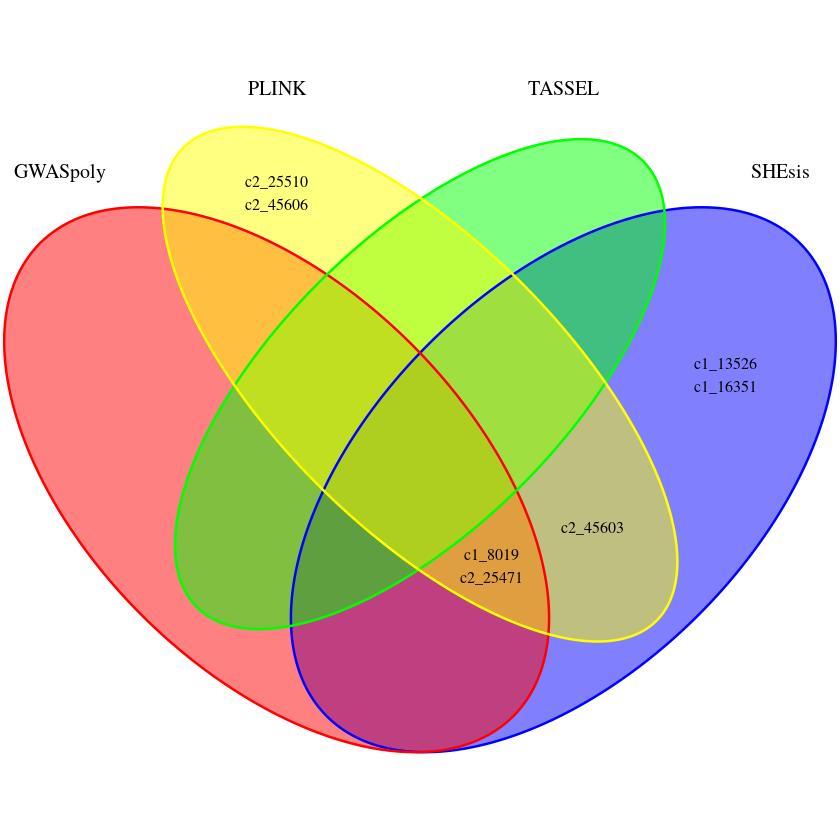 PLINK
TASSEL
GWASpoly
SHEsis
c2_25510
c2_45606
c1_13526
c1_16351
c2_45603
c1_8019
c2_25471